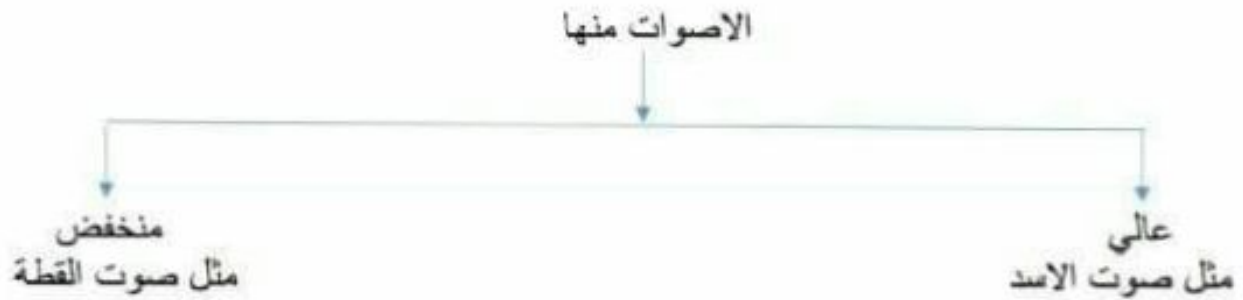 الاصوات منها
عالي
مثل صوت الاسد
منخفض
مثل صوت القطة